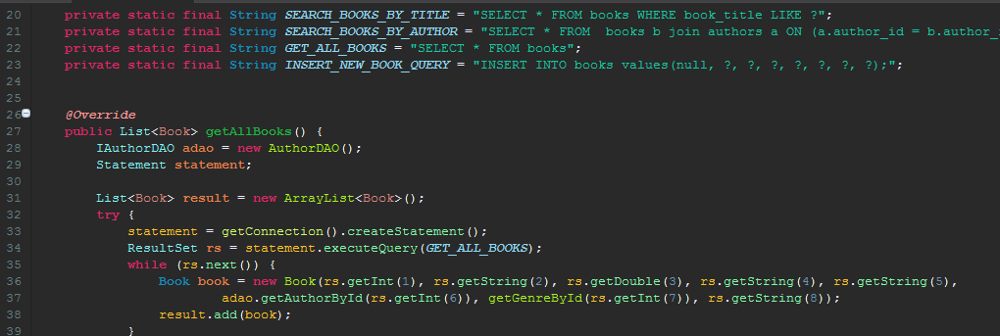 20 private static final String SEARCH_BOOKS_BY_TITLE = "SELECT * FROM books WHERE book_title LIKE ?";
21 private static final String SEARCH_BOOKS_BY_AUTHOR = "SELECT * FROM  books b join authors a ON (a.author_id = b.author_
22 private static final String GET_ALL_BOOKS = "SELECT * FROM books";
23 private static final String INSERT_NEW_BOOK_QUERY = "INSERT INTO books values(null, ?, ?, ?, ?, ?, ?, ?);";
24
25
26 @Override
27 public List<Book> getAllBooks() {
28 IAuthorDAO adao = new AuthorDAO();
29 Statement statement;
30
31 List<Book> result = new ArrayList<Book>();
32 try {
33 statement = getConnection().createStatement();
34 ResultSet rs = statement.executeQuery(GET_ALL_BOOKS);
35 while (rs.next()) {
36 Book book = new Book(rs.getInt(1), rs.getString(2), rs.getDouble(3), rs.getString(4), rs.getString(5),
37 adao.getAuthorById(rs.getInt(6)), getGenreById(rs.getInt(7)), rs.getString(8));
38 result.add(book);
39 }